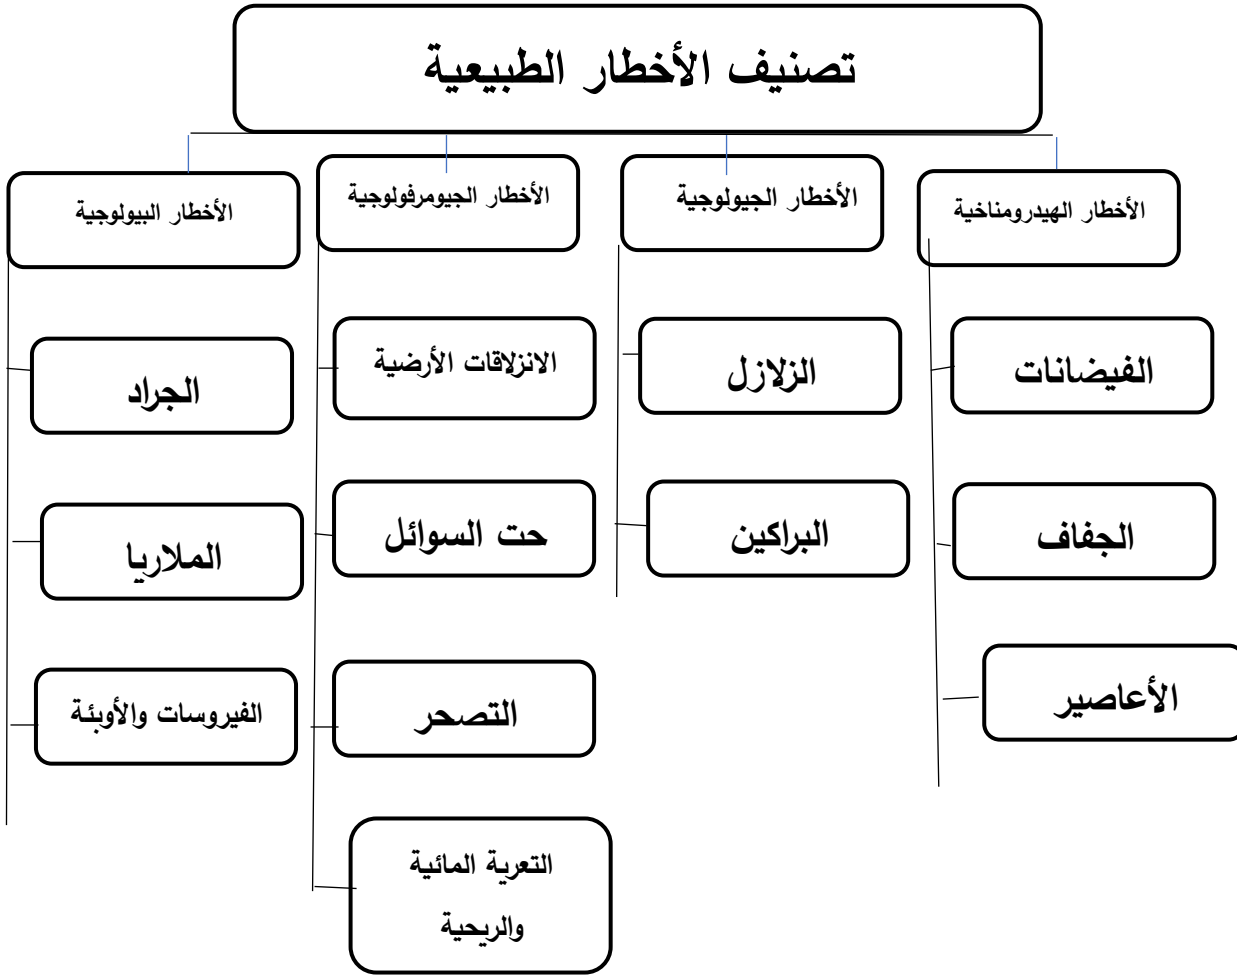 تصنيف الأخطار الطبيعية
الأخطار الهيدرومناخية
الأخطار الجيولوجية
الأخطار الجيومرفولوجية
الأخطار البيولوجية
الفيضانات
الجفاف
الأعاصير
الزلازل
البراكين
الانزلاقات الأرضية
حت السوائل
التصحر
التعرية المائية
والريحية
الجراد
الملاريا
الفيروسات والأوبئة